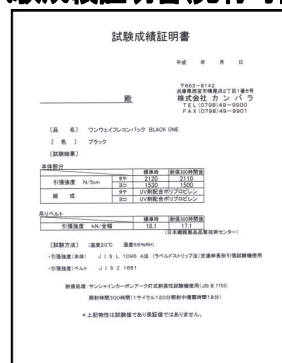 試験成績証明書
平成　年　月　日
〒663-8142
兵庫県西宮市鳴尾浜2丁目1番6号
殿
株式会社 カンバラ
TEL(0798)49-9900
FAX(0798)49-9901
〔品　名〕 ワンウェイフレコンバック BLACK ONE
〔色　〕 ブラック
〔試験結果〕
本体部分
標準時 耐侯300時間後
引張強度 N/5cm タテ 2120 2110
ヨコ 1530 1500
組　成 タテ UV剤配合ポリプロピレン
ヨコ UV剤配合ポリプロピレン
吊りベルト
標準時 耐侯300時間後
引張強度 kN/全幅 18.1 17.1
(日本繊維製品品質技術センター)
〔試験方法〕 (温度20℃ 湿度65%RH)
・引張強度(本体) JIS L 1096 A法 (ラベルドストリップ法)定速伸長形引張試験機使用
・引張強度(ベルト JIS Z 1651
耐侯処理:サンシャインカーボンアーク灯式耐侯性試験機使用(JIS B 7753)
照射時間300時間(1サイクル120分照射中噴霧時間18分)
*上記物性は試験値であり保証値ではありません。